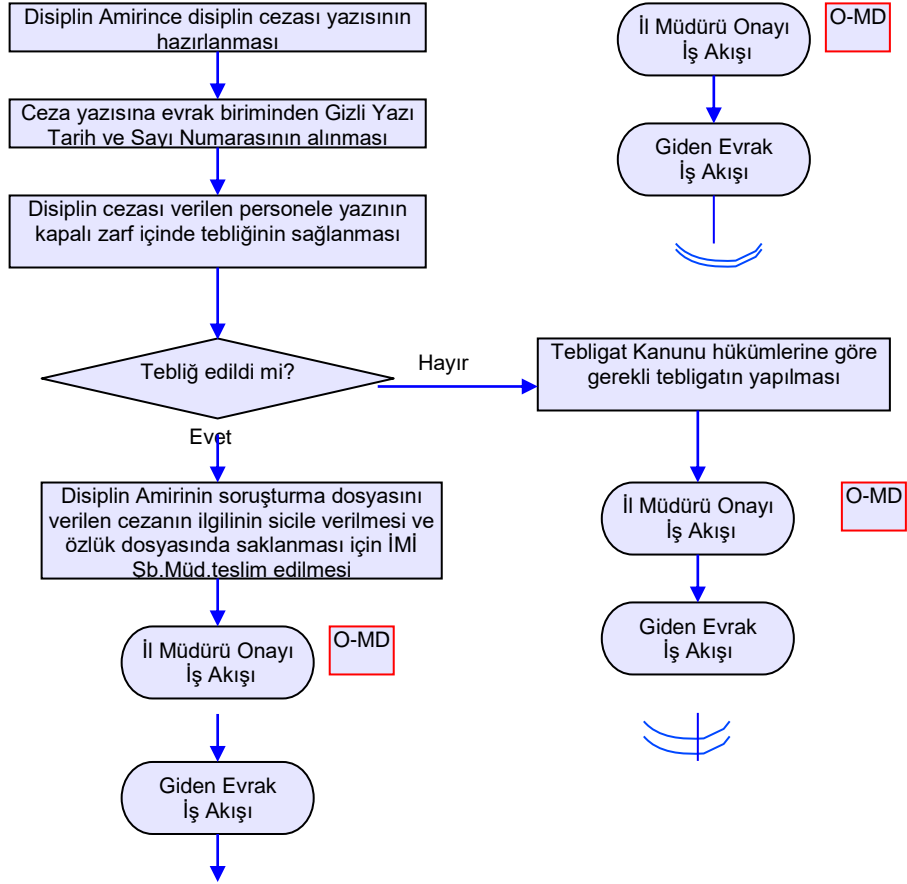 Disiplin Amirince disiplin cezası yazısının
hazırlanması
Ceza yazısına evrak biriminden Gizli Yazı
Tarih ve Sayı Numarasının alınması
Disiplin cezası verilen personele yazının
kapalı zarf içinde tebliğinin sağlanması
Tebliğ edildi mi?
Hayır
Evet
Disiplin Amirinin soruşturma dosyasını
verilen cezanın ilgilinin sicile verilmesi ve
özlük dosyasında saklanması için İMİ
Sb.Müd.teslim edilmesi
İl Müdürü Onayı
İş Akışı
O-MD
Giden Evrak
İş Akışı
İl Müdürü Onayı
İş Akışı
O-MD
Giden Evrak
İş Akışı
Tebligat Kanunu hükümlerine göre
gerekli tebligatın yapılması
İl Müdürü Onayı
İş Akışı
O-MD
Giden Evrak
İş Akışı